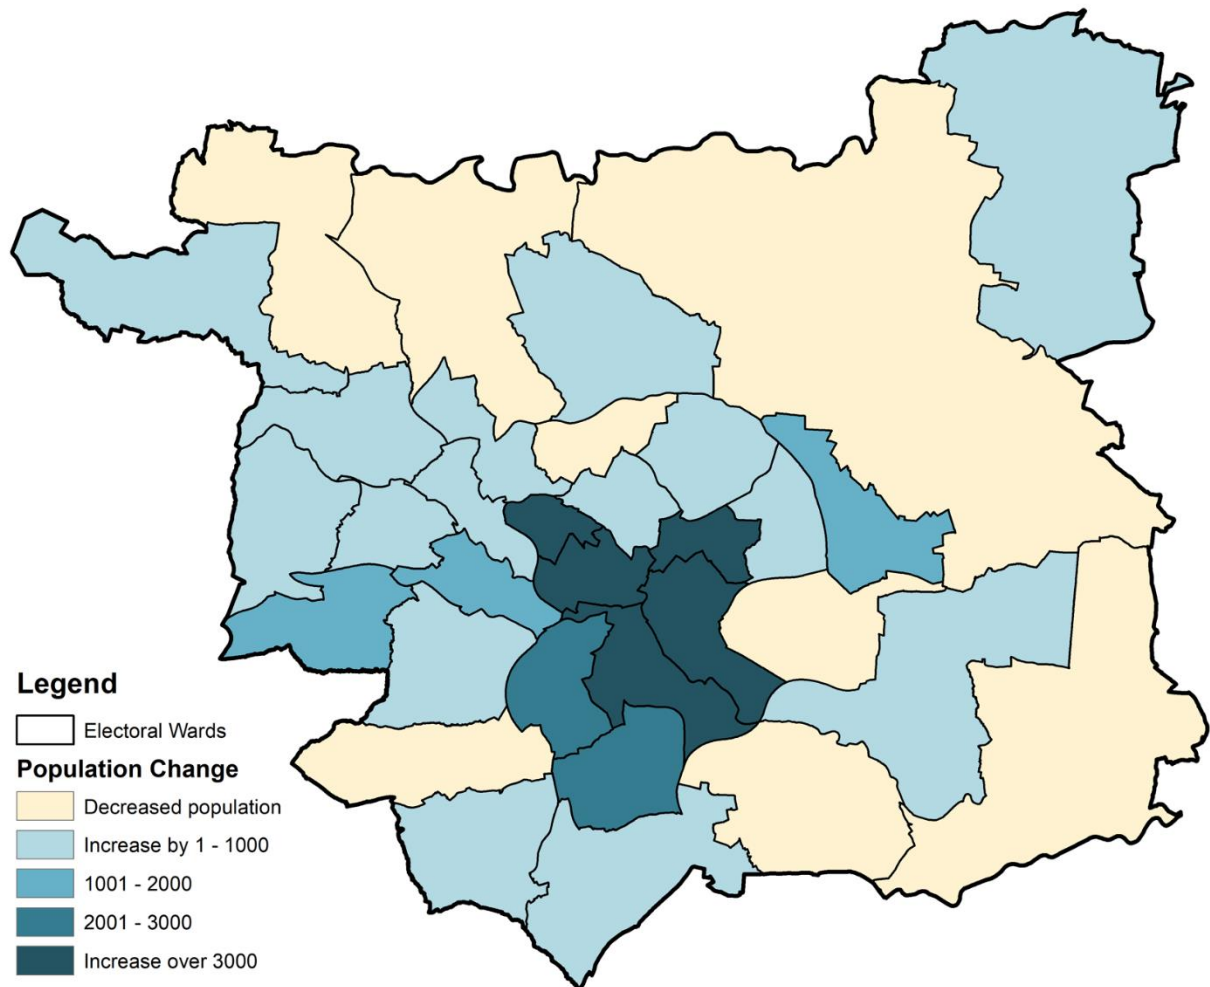 Legend
Electoral Wards
Population Change
Decreased population
Increase by 1 - 1000
1001 - 2000
2001 - 3000
Increase over 3000